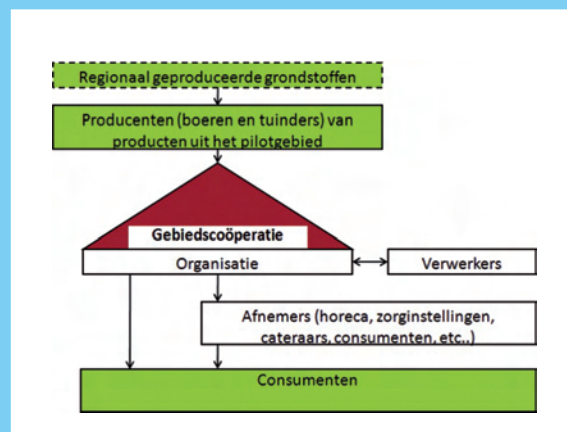 Regionaal geproduceerde grondstoffen
Producenten (boeren en tuinders) van
producten uit het pilotgebied
Gebiedscoöperatie
Organisatie
Verwerkers
Afnemers (horeca, zorginstellingen,
cateraars, consumenten, etc..)
Consumenten